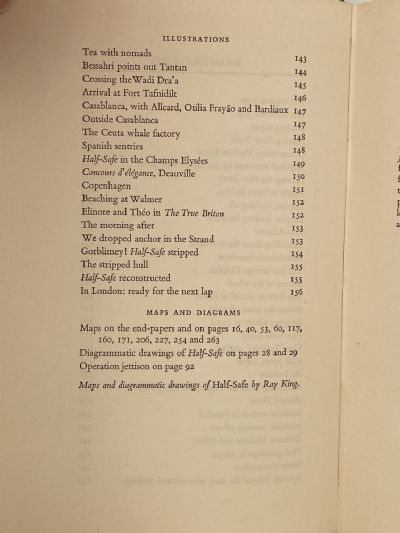 ILLUSTRATIONS
Tea with nomads 143
Bessahri points out Tantan 144
Crossing the Wadi Dra'a 145
Arrival at Fort Tafnidilt 146
Casablanca, with Allcard, Otilia Frayão and Bardiaux 147
Outside Casablanca 147
The Ceuta whale factory 148
Spanish sentries 148
Half-Safe in the Champs Elysées 149
Concours d'élégance, Deauville 150
Copenhagen 151
Beaching at Walmer 152
Elinore and Théo in The True Briton 152
The morning after 153
We dropped anchor in the Strand 153
Gorblimey! Half-Safe stripped 154
The stripped hull 155
Half-Safe reconstructed 155
In London: ready for the next lap 156
MAPS AND DIAGRAMS
Maps on the end-papers and on pages 16, 40, 53, 60, 117,
160, 171, 206, 227, 254 and 263
Diagrammatic drawings of Half-Safe on pages 28 and 29
Operation jettison on page 92
Maps and diagrammatic drawings of Half-Safe by Ray King.